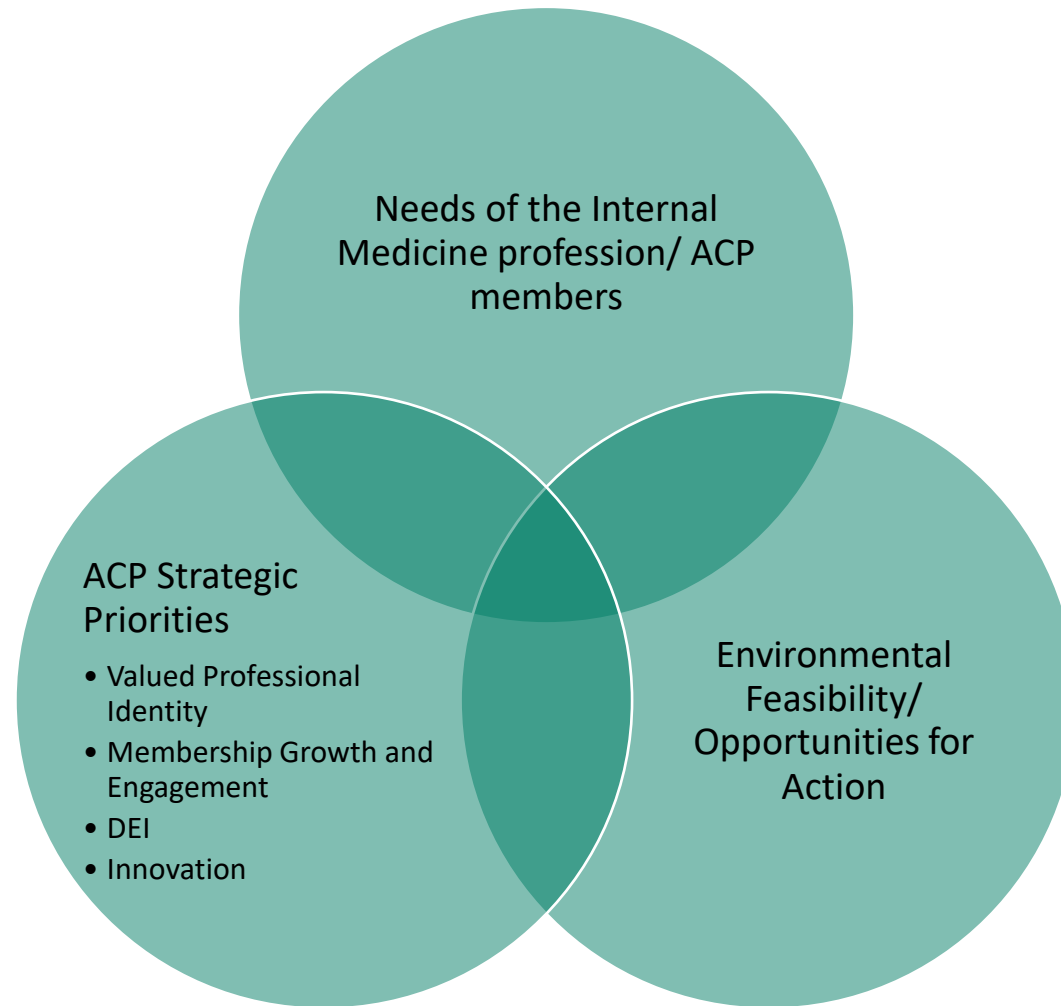 Needs of the Internal
Medicine profession/ ACP
members
ACP Strategic
Priorities
• Valued Professional
Identity
• Membership Growth and
Engagement
• DEI
• Innovation
Environmental
Feasibility/
Opportunities for
Action